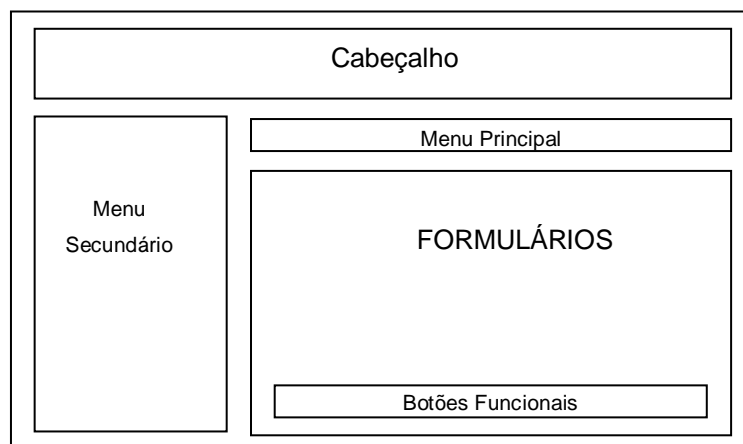 Cabeçalho
Menu Principal
Menu
Secundário
FORMULÁRIOS
Botões Funcionais